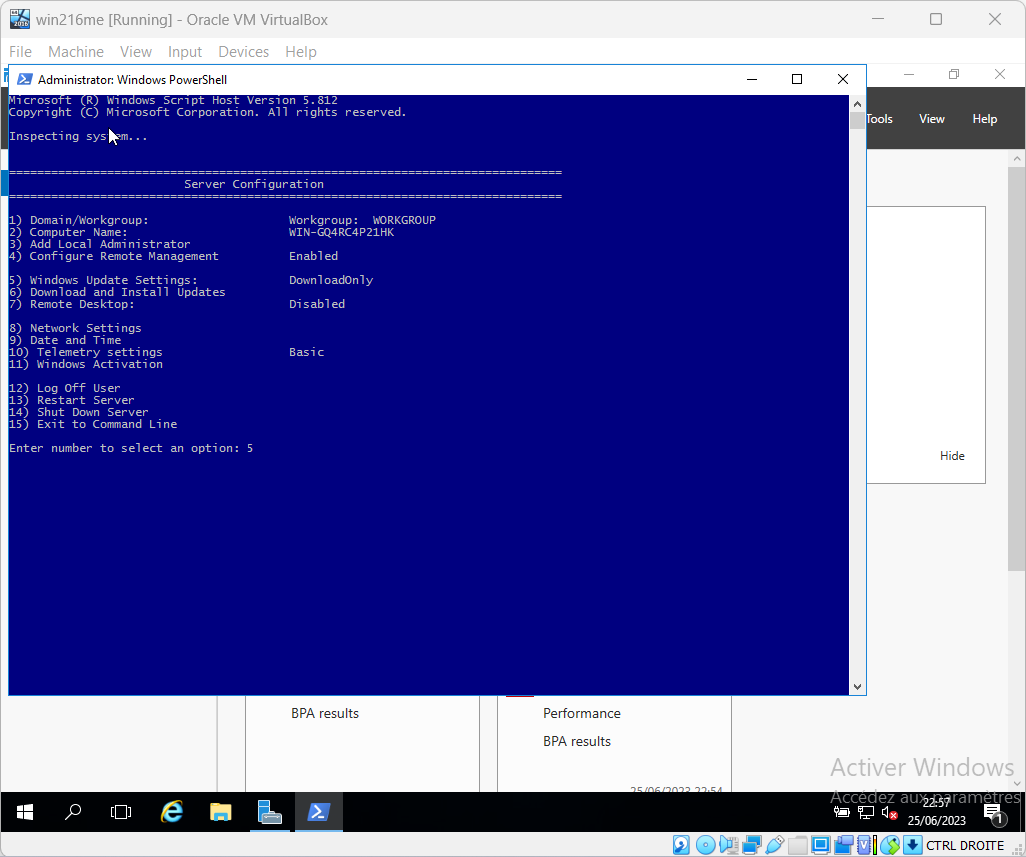 win216me [Running] - Oracle VM VirtualBox
File Machine View Input Devices Help
Administrator: Windows PowerShell
Tools View Help
Microsoft (R) Windows Script Host Version 5.812
Copyright (C) Microsoft Corporation. All rights reserved.
Inspecting system...
===============================================================================
Server Configuration
===============================================================================
1) Domain/Workgroup: Workgroup: WORKGROUP
2) Computer Name: WIN-GQ4RC4P21HK
3) Add Local Administrator
4) Configure Remote Management Enabled
5) Windows Update Settings: DownloadOnly
6) Download and Install Updates
7) Remote Desktop: Disabled
8) Network Settings
9) Date and Time
10) Telemetry settings Basic
11) Windows Activation
12) Log Off User
13) Restart Server
14) Shut Down Server
15) Exit to Command Line
Enter number to select an option: 5
Hide
BPA results
Performance
BPA results
25/06/2023 22:54
Activer Windows
Accédez aux paramètres
22:57
25/06/2023
1
CTRL DROITE